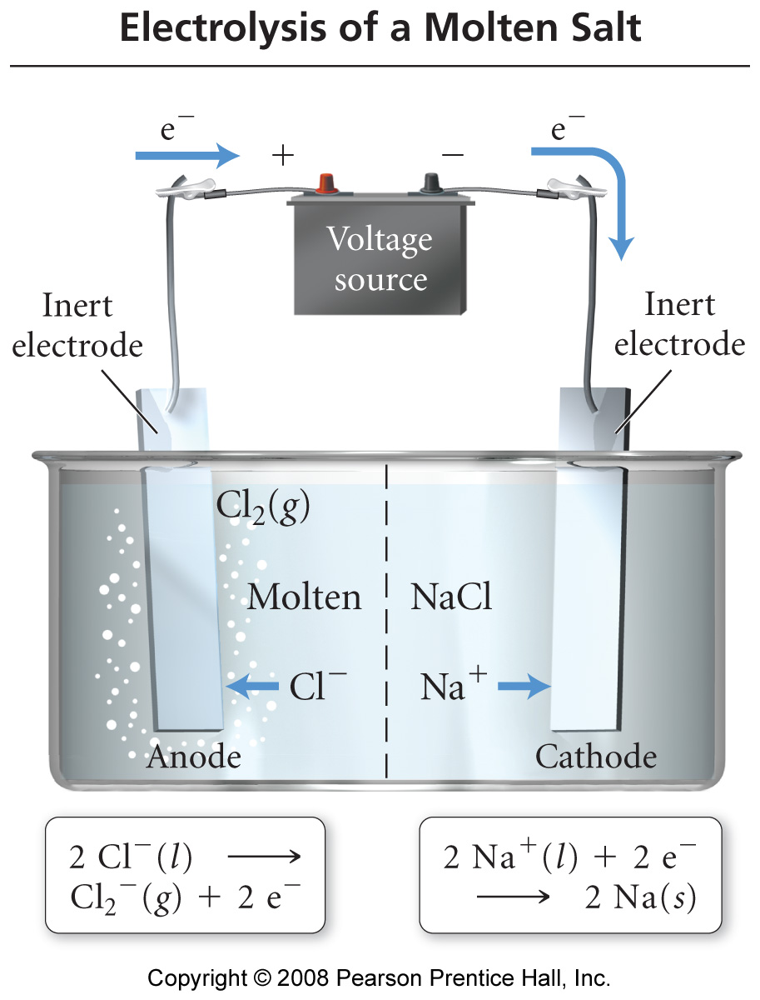 Electrolysis of a Molten Salt
e⁻
+
−
e⁻
Voltage
source
Inert
electrode
Inert
electrode
Cl₂(g)
Molten
NaCl
Cl⁻
Na⁺
Anode
Cathode
2 Cl⁻(l) ⟶
Cl₂⁻(g) + 2 e⁻
2 Na⁺(l) + 2 e⁻
⟶ 2 Na(s)
Copyright © 2008 Pearson Prentice Hall, Inc.